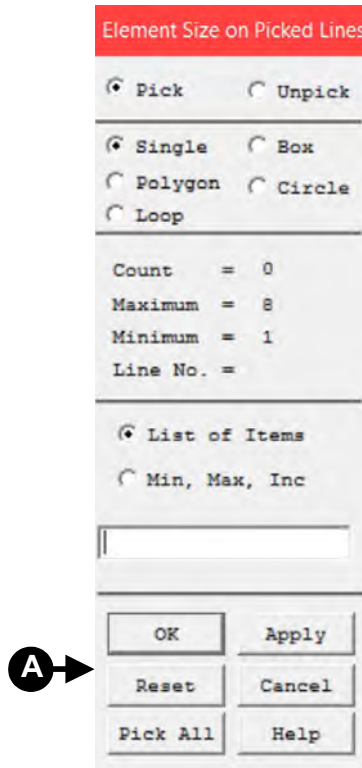 Element Size on Picked Lines
Pick Unpick
Single Box
Polygon Circle
Loop
Count = 0
Maximum = 8
Minimum = 1
Line No. =
List of Items
Min, Max, Inc
OK Apply
A
Reset Cancel
Pick All Help